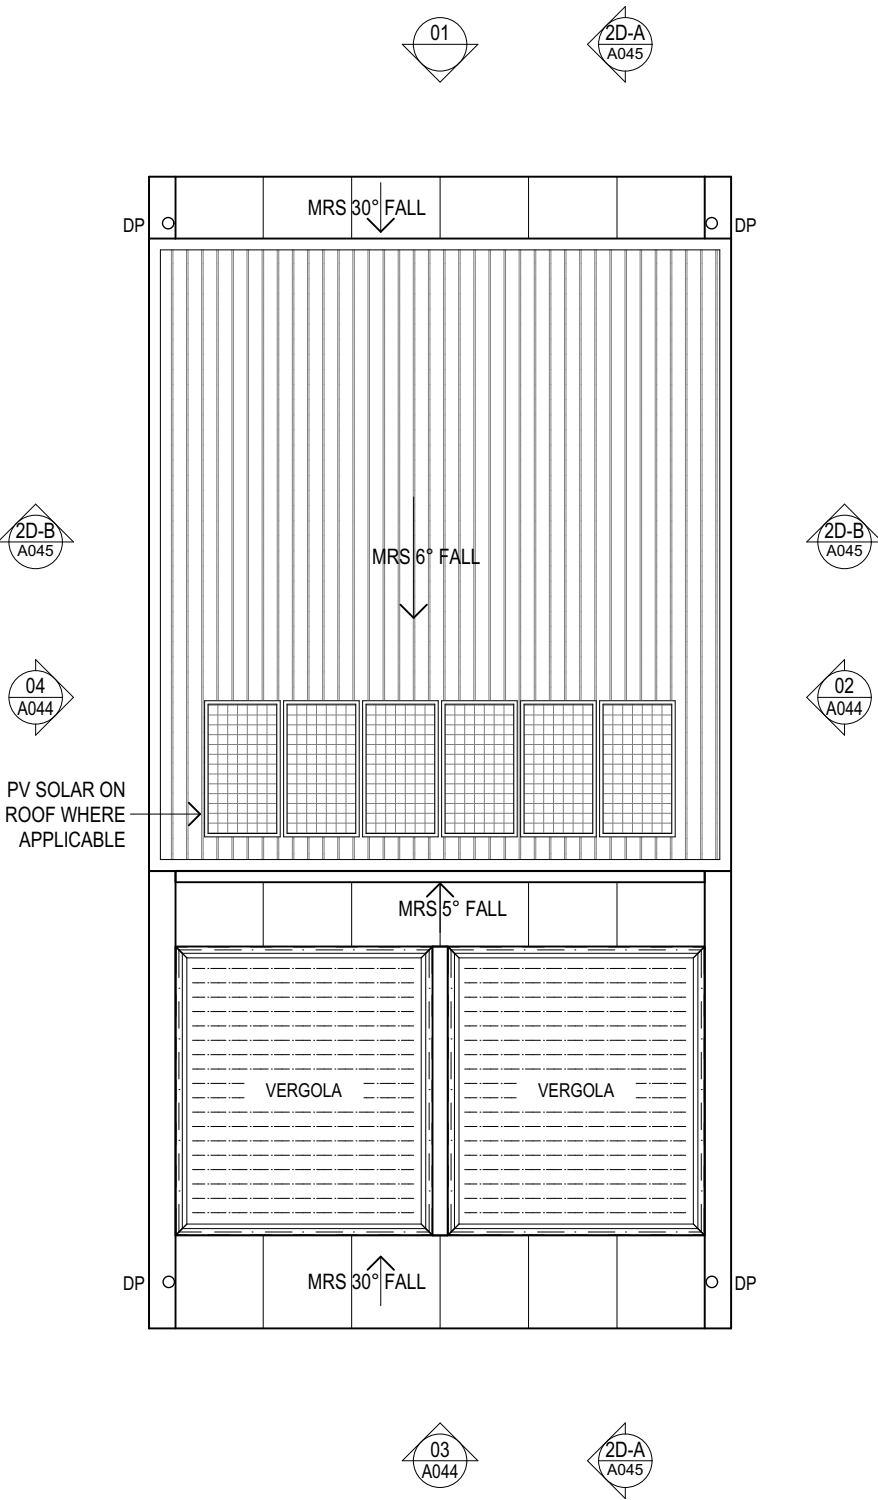 01
2D-A
A045
MRS 30° FALL
DP
DP
MRS 6° FALL
2D-B
A045
2D-B
A045
04
A044
02
A044
PV SOLAR ON
ROOF WHERE
APPLICABLE
MRS 5° FALL
VERGOLA
VERGOLA
DP
MRS 30° FALL
DP
03
A044
2D-A
A045